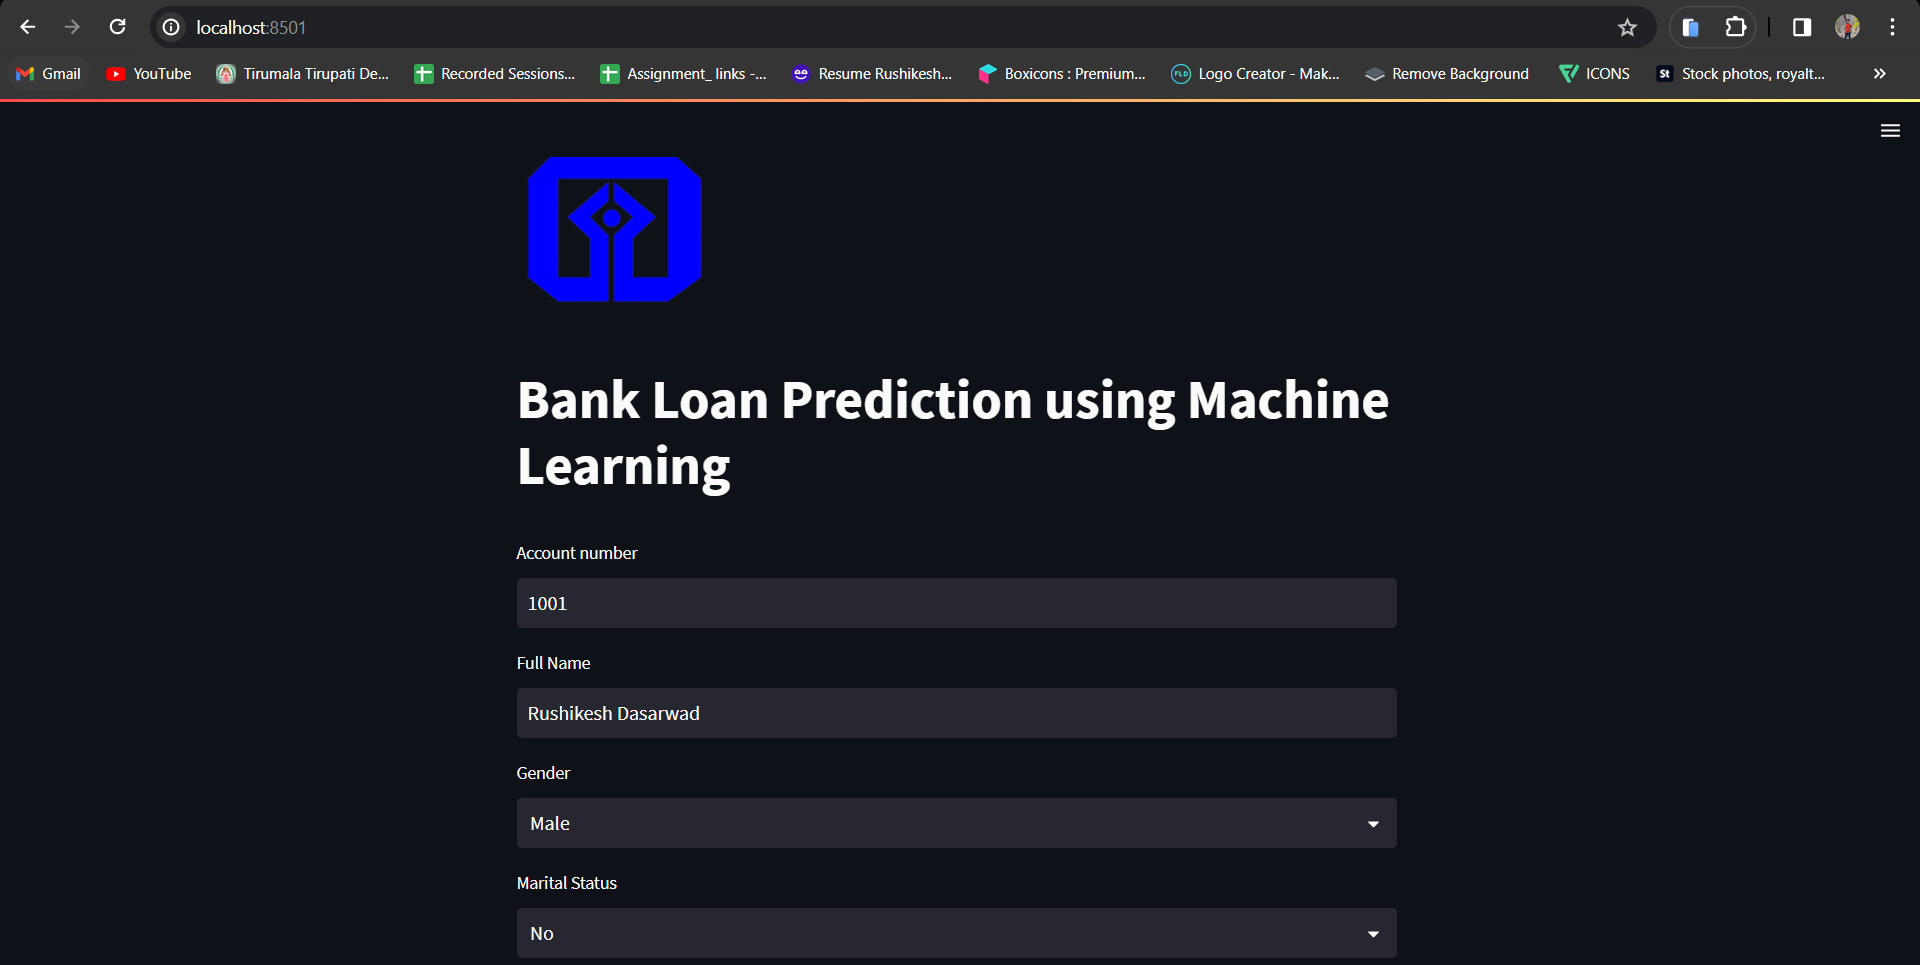 localhost:8501
Gmail YouTube Tirumala Tirupati De... Recorded Sessions... Assignment_ links -... Resume Rushikesh... Boxicons : Premium... FLD Logo Creator - Mak... Remove Background ICONS St Stock photos, royalt...
Bank Loan Prediction using Machine
Learning
Account number
1001
Full Name
Rushikesh Dasarwad
Gender
Male
Marital Status
No